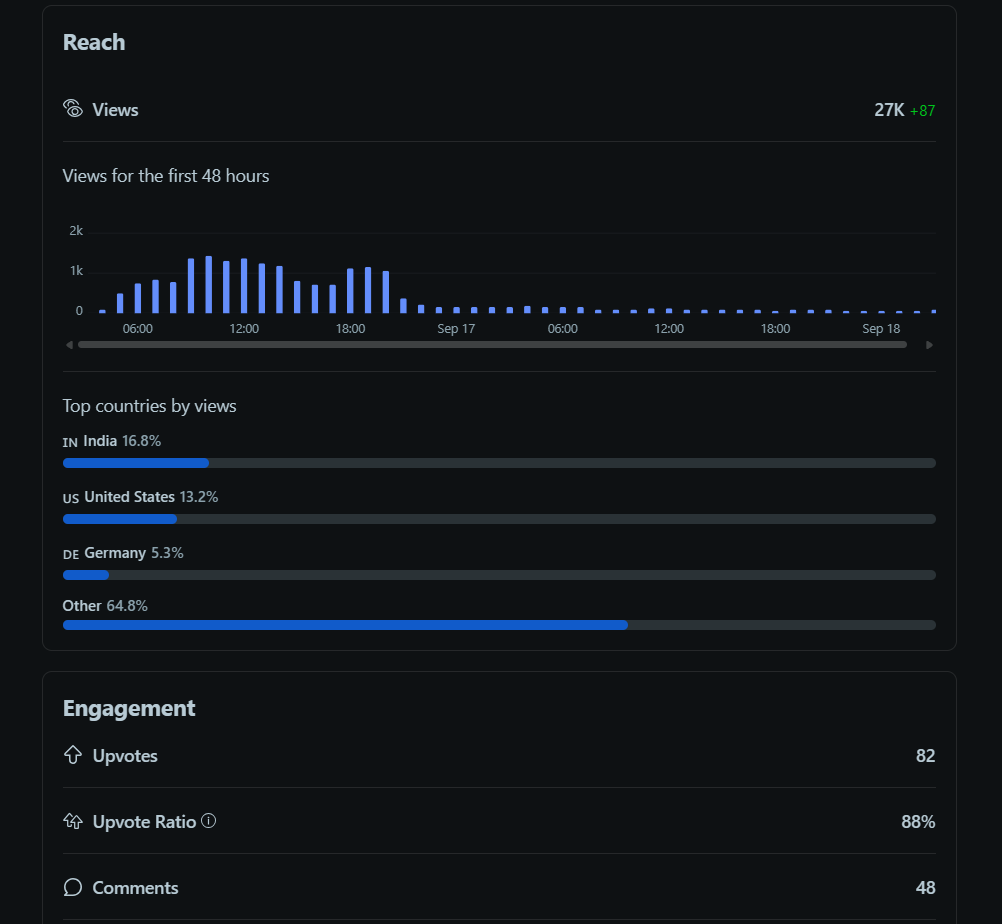 Reach
Views 27K +87
Views for the first 48 hours
2k
1k
0
06:00 12:00 18:00 Sep 17 06:00 12:00 18:00 Sep 18
Top countries by views
IN India 16.8%
US United States 13.2%
DE Germany 5.3%
Other 64.8%
Engagement
Upvotes 82
Upvote Ratio 88%
Comments 48